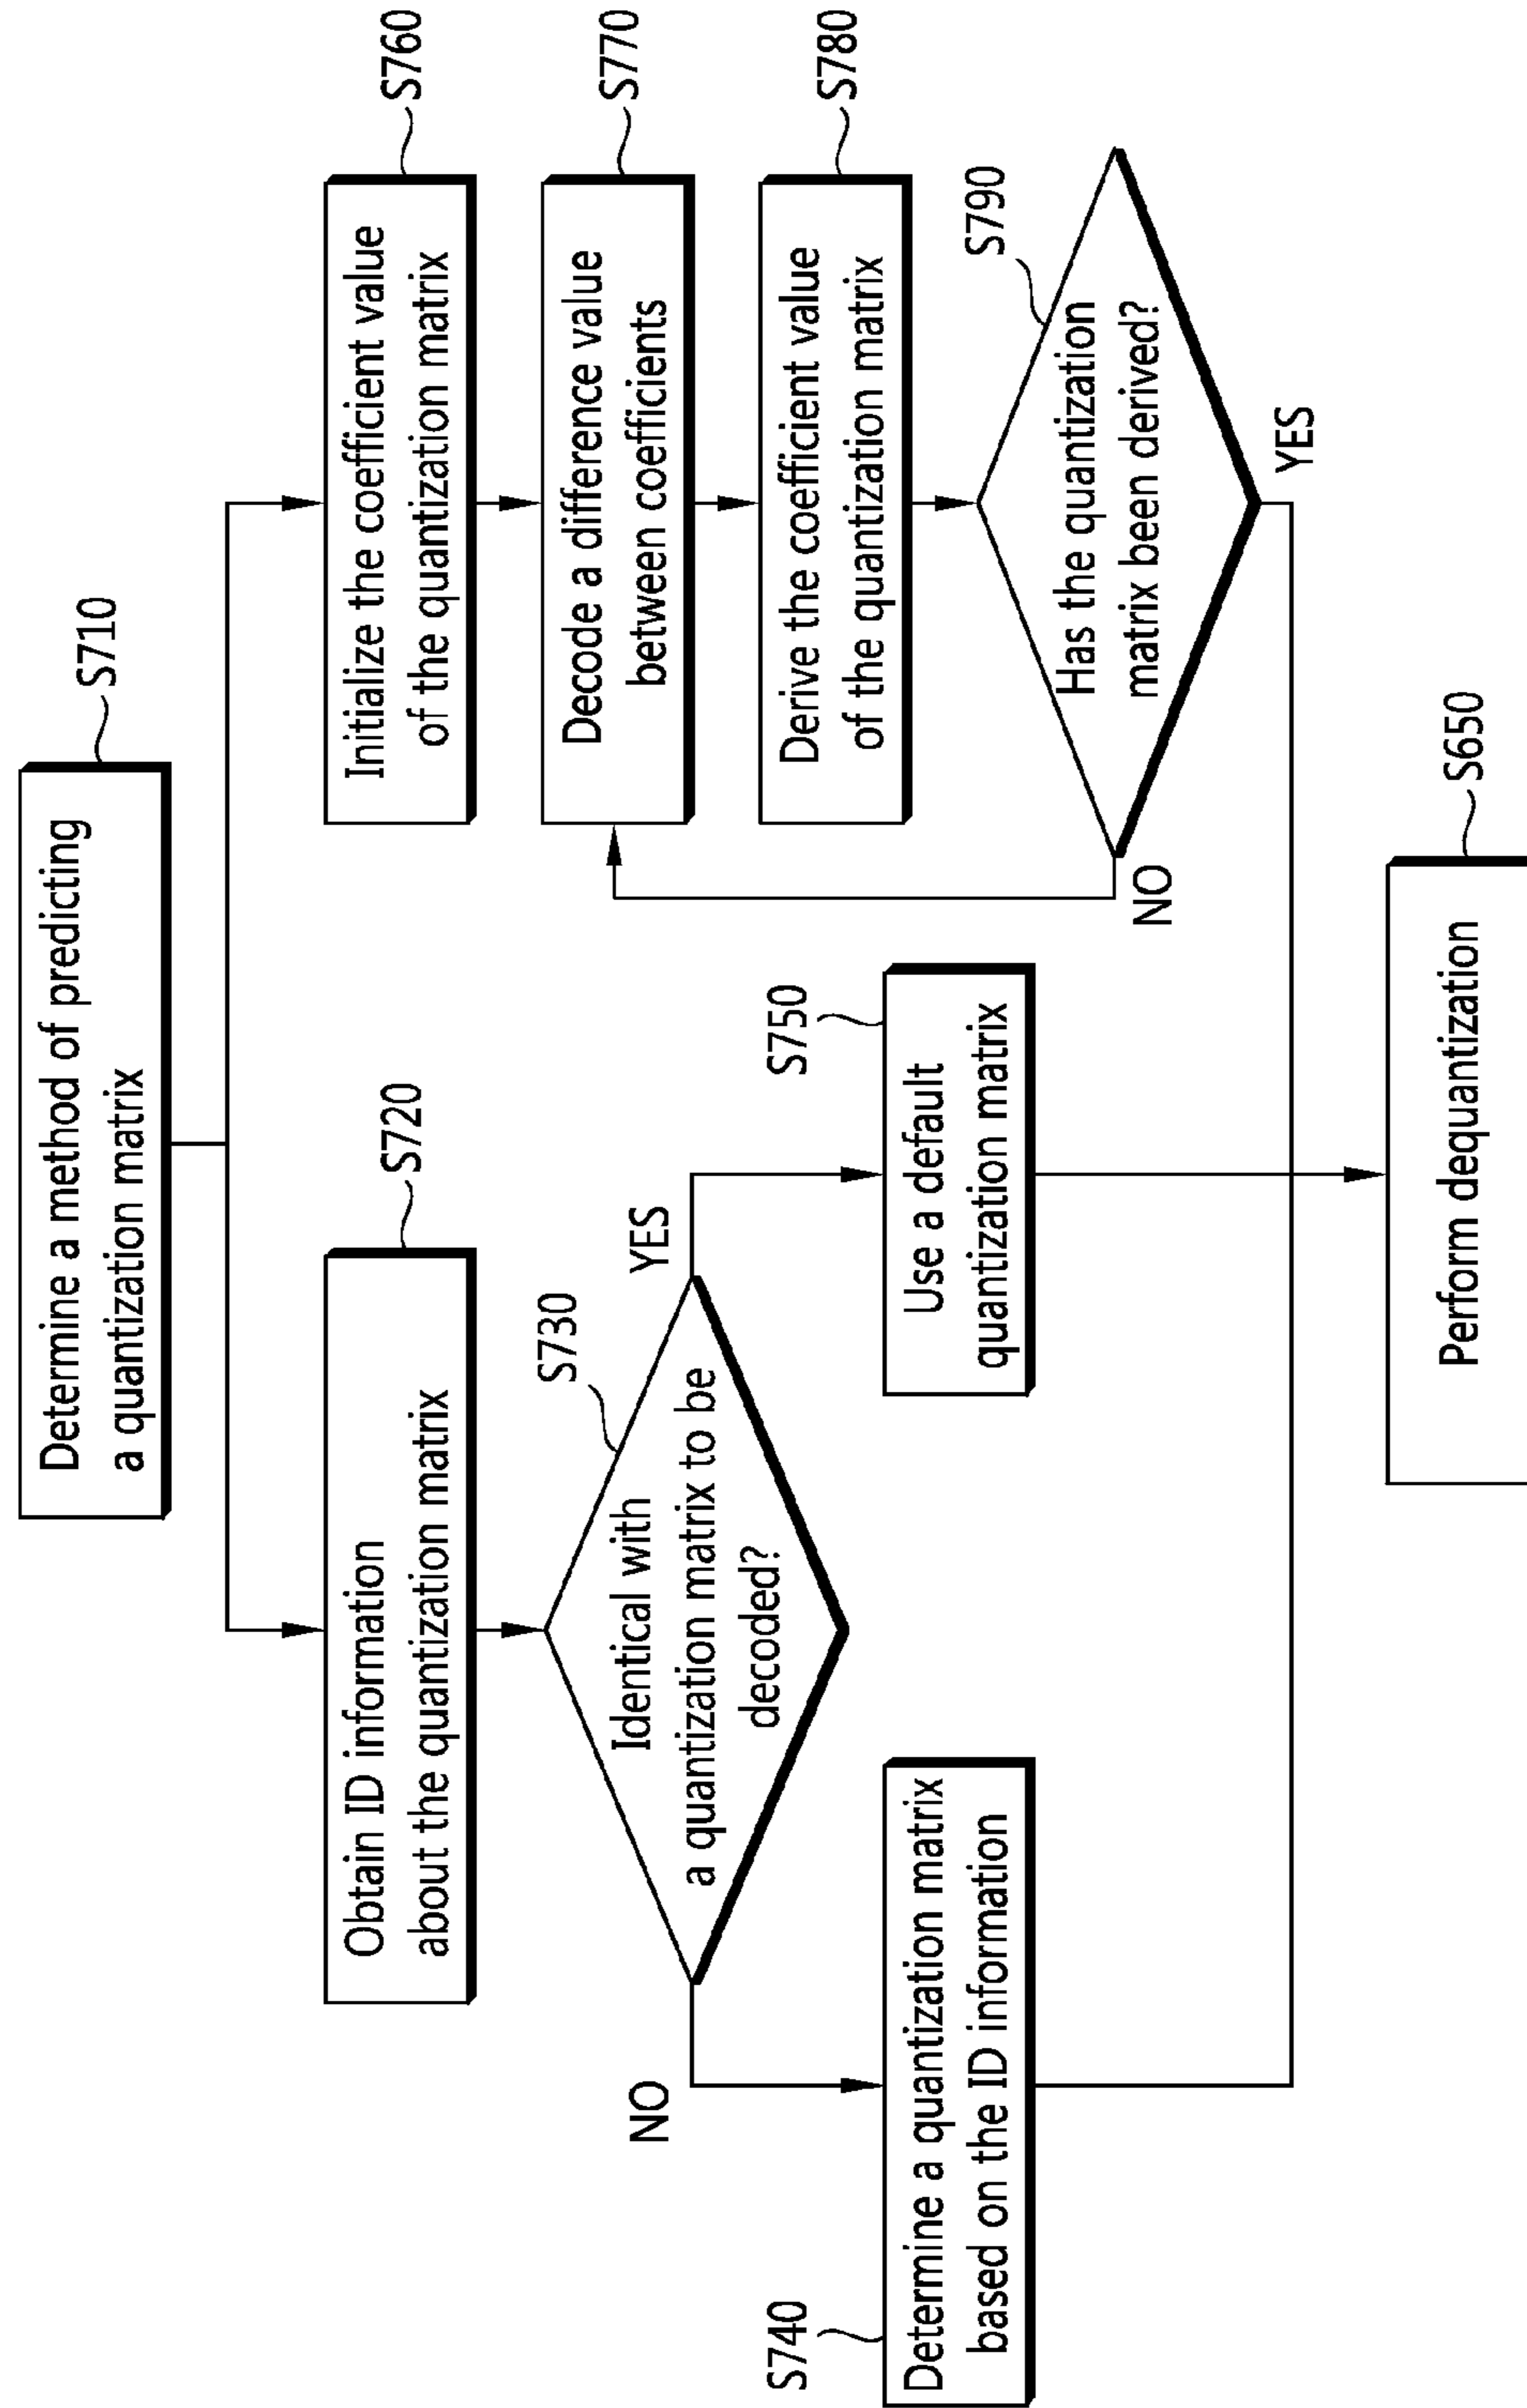 Determine a method of predicting
a quantization matrix
S710
Obtain ID information
about the quantization matrix
S720
Identical with
a quantization matrix to be
decoded?
S730
NO
YES
S740
Determine a quantization matrix
based on the ID information
S750
Use a default
quantization matrix
Initialize the coefficient value
of the quantization matrix
S760
Decode a difference value
between coefficients
S770
Derive the coefficient value
of the quantization matrix
S780
Has the quantization
matrix been derived?
S790
NO
YES
Perform dequantization
S650